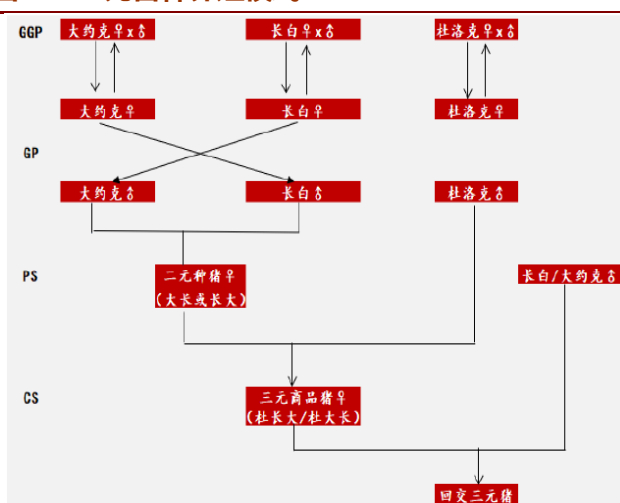 GGP
大约克♀x♂
长白♀x♂
杜洛克♀x♂
大约克♀
长白♀
杜洛克♀
GP
大约克♂
长白♂
杜洛克♂
PS
二元种猪♀
(大长或长大)
长白/大约克♂
CS
三元商品猪♀
(杜长大/杜大长)
回交三元猪